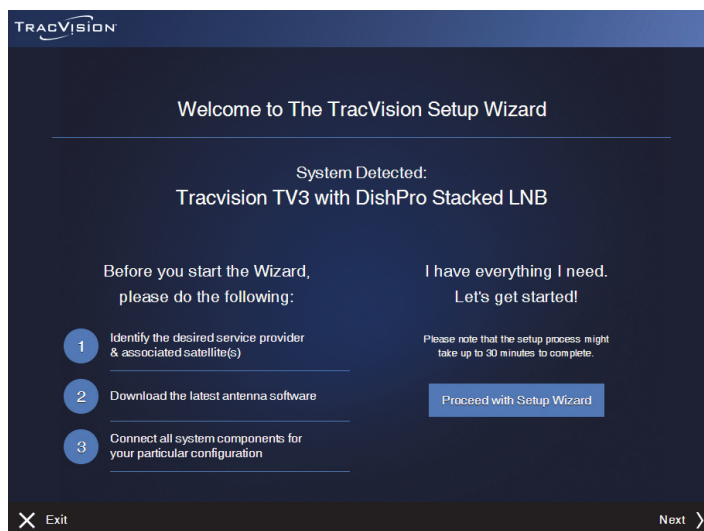 TRACVISION
Welcome to The TracVision Setup Wizard
System Detected:
Tracvision TV3 with DishPro Stacked LNB
Before you start the Wizard,
please do the following:
1
Identify the desired service provider
& associated satellite(s)
2
Download the latest antenna software
3
Connect all system components for
your particular configuration
I have everything I need.
Let's get started!
Please note that the setup process might
take up to 30 minutes to complete.
Proceed with Setup Wizard
Exit
Next